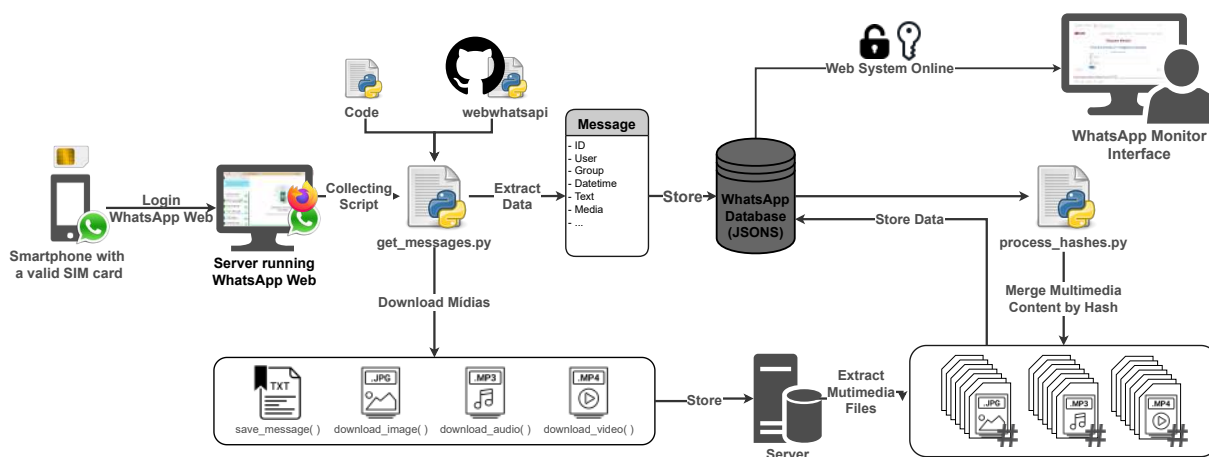 Web System Online
WhatsApp Monitor
Interface
Code
webwhatsapi
Message
- ID
- User
- Group
- Datetime
- Text
- Media
- ...
Smartphone with
a valid SIM card
Login
WhatsApp Web
Server running
WhatsApp Web
Collecting
Script
get_messages.py
Extract
Data
Store
WhatsApp
Database
(JSONS)
Store Data
process_hashes.py
Download Mídias
Merge Multimedia
Content by Hash
TXT
save_message( )
.JPG
download_image( )
.MP3
download_audio( )
.MP4
download_video( )
Store
Server
Extract
Mutimedia
Files
.JPG
#
.MP3
#
.MP4
#